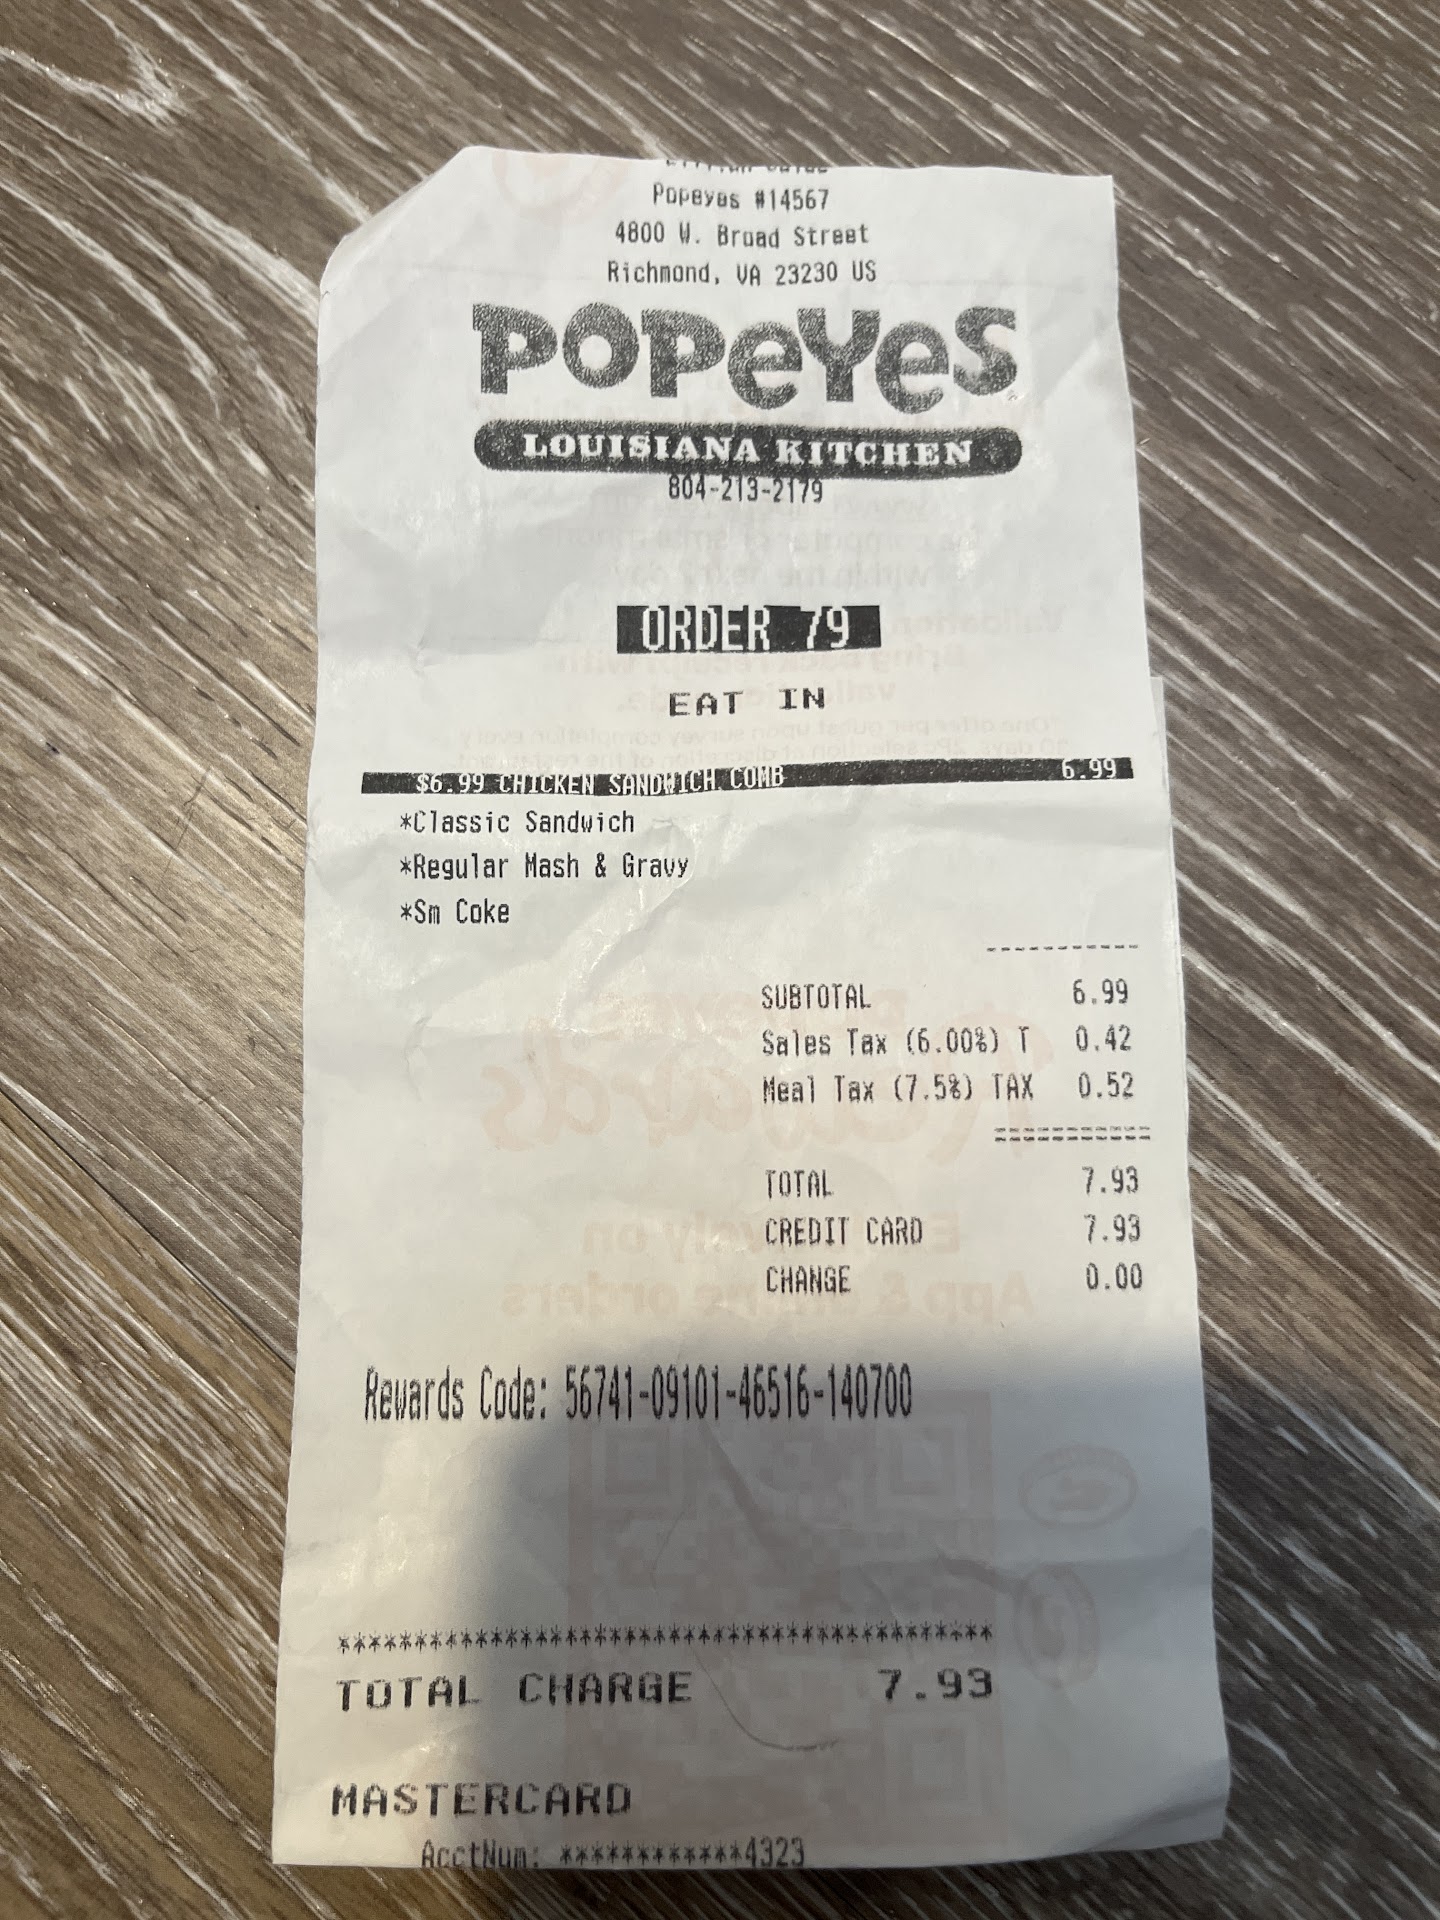 Popeyes #14567
4800 W. Broad Street
Richmond, VA 23230 US
POPEYES
LOUISIANA KITCHEN
804-213-2179
ORDER 79
EAT IN
$6.99 CHICKEN SANDWICH COMB 6.99
*Classic Sandwich
*Regular Mash & Gravy
*Sm Coke
-----------
SUBTOTAL 6.99
Sales Tax (6.00%) T 0.42
Meal Tax (7.5%) TAX 0.52
===========
TOTAL 7.93
CREDIT CARD 7.93
CHANGE 0.00
Rewards Code: 56741-09101-46516-140700
*******************************************
TOTAL CHARGE 7.93
MASTERCARD
AcctNum: ************4323